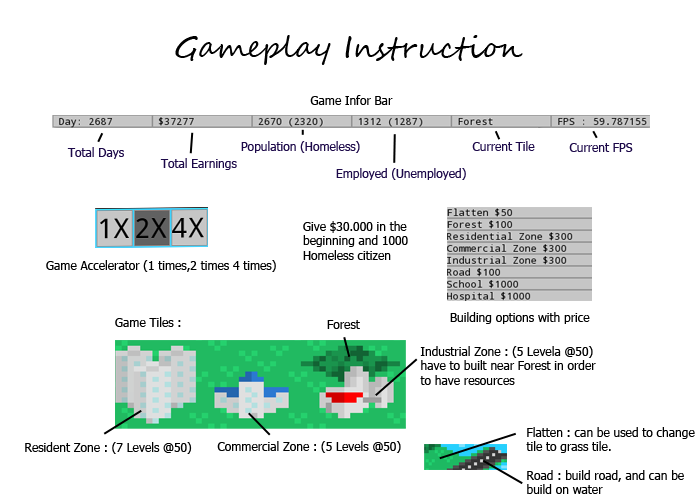 Gameplay Instruction
Game Infor Bar
Day: 2687 $37277 2670 (2320) 1312 (1287) Forest FPS : 59.787155
Total Days
Total Earnings
Population (Homeless)
Employed (Unemployed)
Current Tile
Current FPS
1X 2X 4X
Game Accelerator (1 times,2 times 4 times)
Give $30.000 in the
beginning and 1000
Homeless citizen
Flatten $50
Forest $100
Residential Zone $300
Commercial Zone $300
Industrial Zone $300
Road $100
School $1000
Hospital $1000
Building options with price
Game Tiles :
Forest
Industrial Zone : (5 Levela @50)
have to built near Forest in order
to have resources
Resident Zone : (7 Levels @50)
Commercial Zone : (5 Levels @50)
Flatten : can be used to change
tile to grass tile.
Road : build road, and can be
build on water